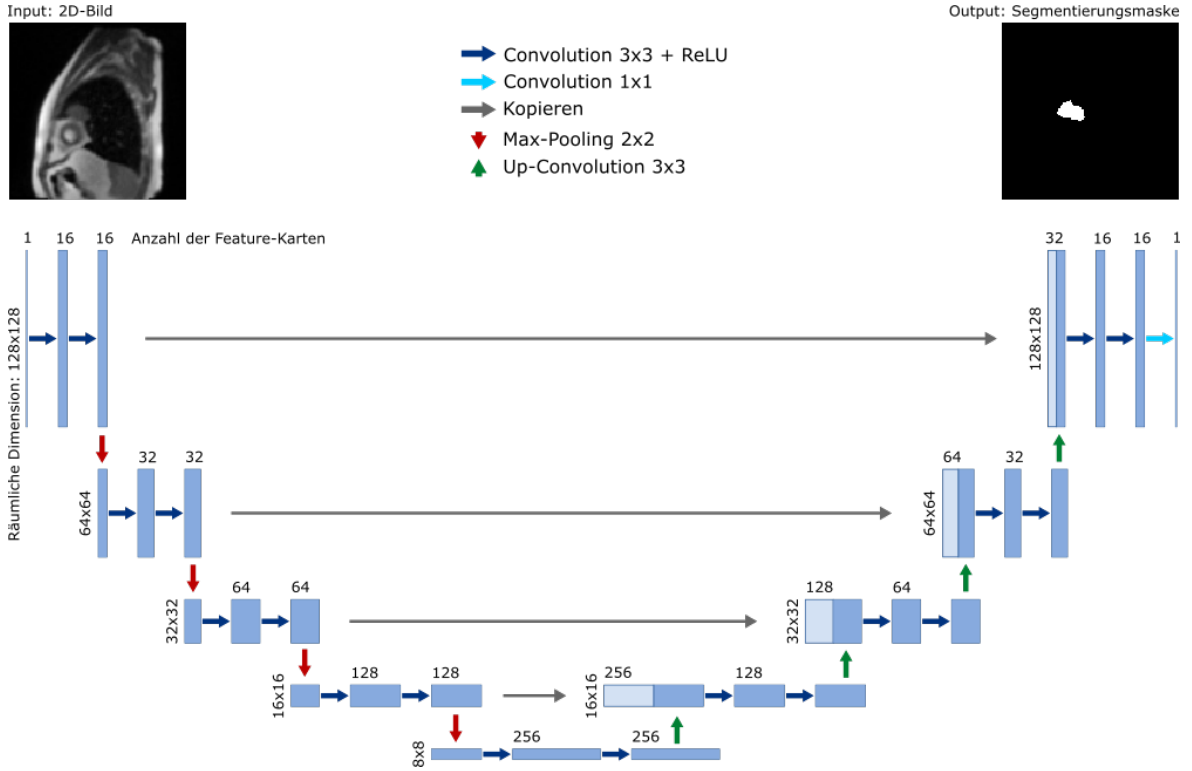 Input: 2D-Bild
Output: Segmentierungsmaske
Convolution 3x3 + ReLU
Convolution 1x1
Kopieren
Max-Pooling 2x2
Up-Convolution 3x3
1 16 16 Anzahl der Feature-Karten
32 16 16 1
Räumliche Dimension: 128x128
128x128
32 32
64 32
64x64
64x64
64 64
128 64
32x32
32x32
128 128
256 128
16x16
16x16
256 256
8x8